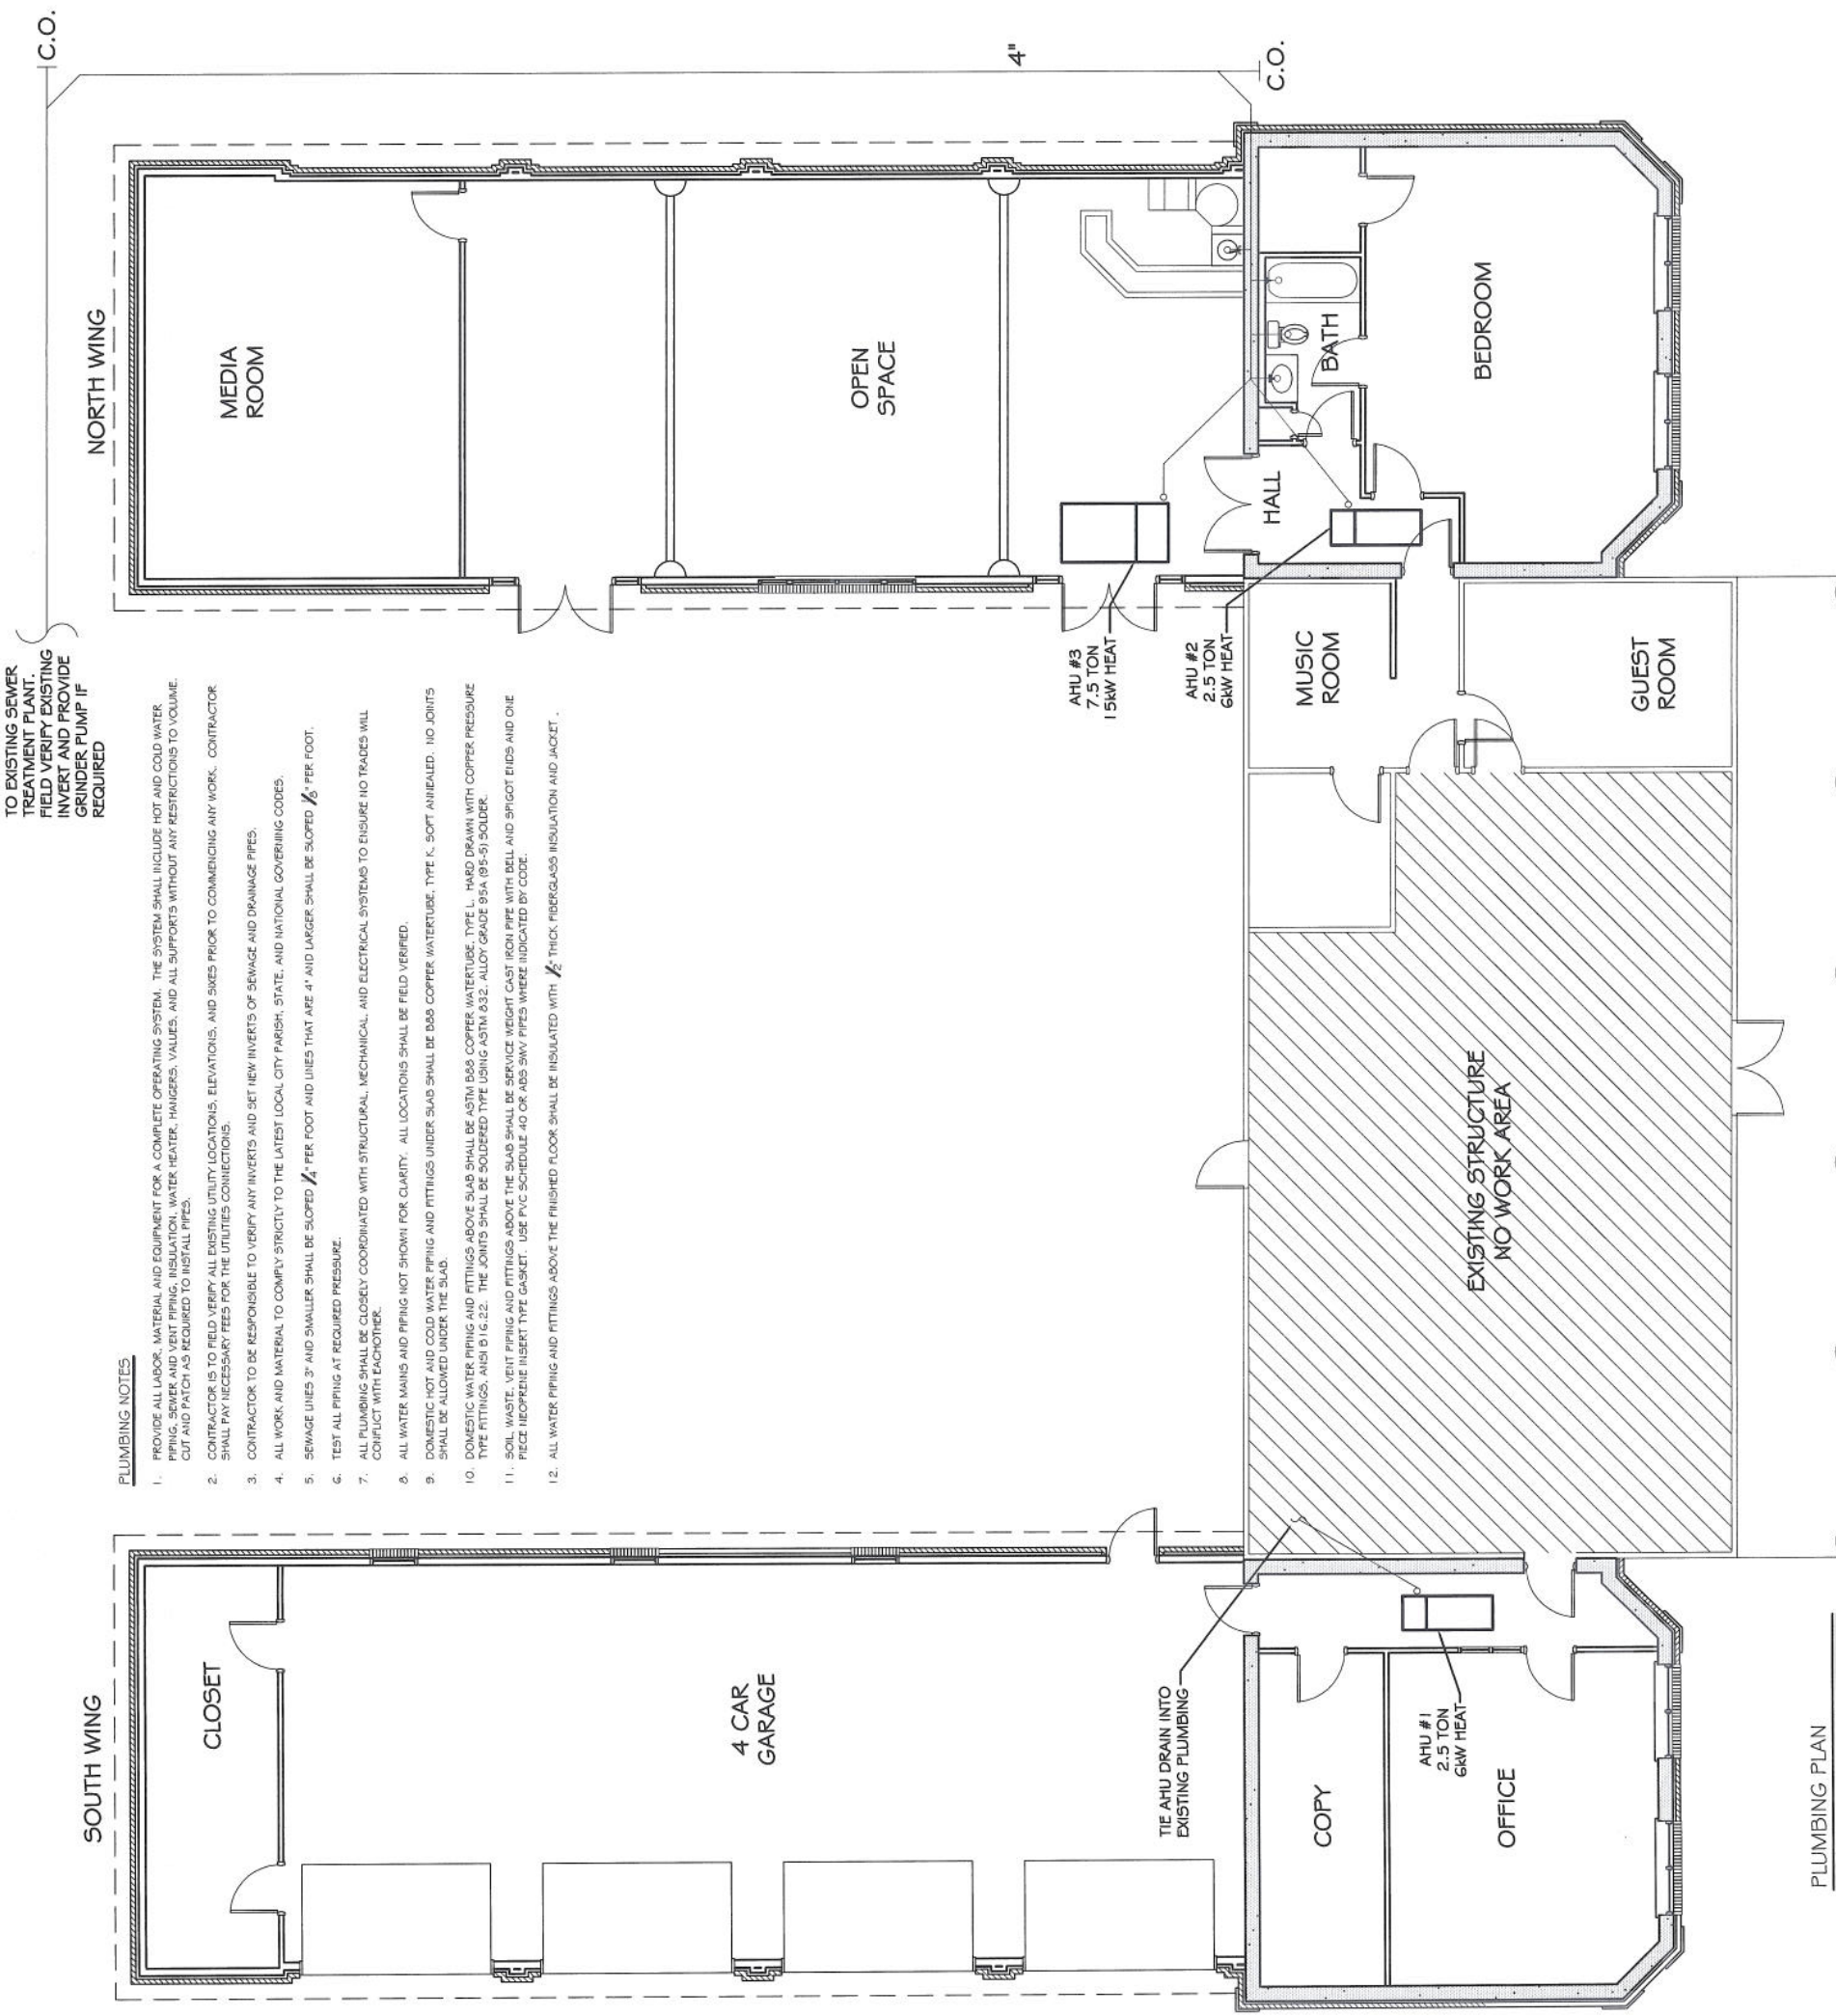 TO EXISTING SEWER
TREATMENT PLANT.
FIELD VERIFY EXISTING
INVERT AND PROVIDE
GRINDER PUMP IF
REQUIRED
C.O.
4"
C.O.
SOUTH WING
NORTH WING
PLUMBING NOTES
1. PROVIDE ALL LABOR, MATERIAL AND EQUIPMENT FOR A COMPLETE OPERATING SYSTEM. THE SYSTEM SHALL INCLUDE HOT AND COLD WATER
PIPING, SEWER AND VENT PIPING, INSULATION, WATER HEATER, HANGERS, VALUES, AND ALL SUPPORTS WITHOUT ANY RESTRICTIONS TO VOLUME.
CUT AND PATCH AS REQUIRED TO INSTALL PIPES.
2. CONTRACTOR IS TO FIELD VERIFY ALL EXISTING UTILITY LOCATIONS, ELEVATIONS, AND SIXES PRIOR TO COMMENCING ANY WORK. CONTRACTOR
SHALL PAY NECESSARY FEES FOR THE UTILITIES CONNECTIONS.
3. CONTRACTOR TO BE RESPONSIBLE TO VERIFY ANY INVERTS AND SET NEW INVERTS OF SEWAGE AND DRAINAGE PIPES.
4. ALL WORK AND MATERIAL TO COMPLY STRICTLY TO THE LATEST LOCAL CITY PARISH, STATE, AND NATIONAL GOVERNING CODES.
5. SEWAGE LINES 3" AND SMALLER SHALL BE SLOPED 1/4" PER FOOT AND LINES THAT ARE 4" AND LARGER SHALL BE SLOPED 1/8" PER FOOT.
6. TEST ALL PIPING AT REQUIRED PRESSURE.
7. ALL PLUMBING SHALL BE CLOSELY COORDINATED WITH STRUCTURAL, MECHANICAL, AND ELECTRICAL SYSTEMS TO ENSURE NO TRADES WILL
CONFLICT WITH EACHOTHER.
8. ALL WATER MAINS AND PIPING NOT SHOWN FOR CLARITY. ALL LOCATIONS SHALL BE FIELD VERIFIED.
9. DOMESTIC HOT AND COLD WATER PIPING AND FITTINGS UNDER SLAB SHALL BE B88 COPPER WATERTUBE, TYPE K, SOFT ANNEALED. NO JOINTS
SHALL BE ALLOWED UNDER THE SLAB.
10. DOMESTIC WATER PIPING AND FITTINGS ABOVE SLAB SHALL BE ASTM B88 COPPER WATERTUBE, TYPE L, HARD DRAWN WITH COPPER PRESSURE
TYPE FITTINGS, ANSI B16.22. THE JOINTS SHALL BE SOLDERED TYPE USING ASTM B32, ALLOY GRADE 95A (95-5) SOLDER.
11. SOIL, WASTE, VENT PIPING AND FITTINGS ABOVE THE SLAB SHALL BE SERVICE WEIGHT CAST IRON PIPE WITH BELL AND SPIGOT ENDS AND ONE
PIECE NEOPRENE INSERT TYPE GASKET. USE PVC SCHEDULE 40 OR ABS SWV PIPES WHERE INDICATED BY CODE.
12. ALL WATER PIPING AND FITTINGS ABOVE THE FINISHED FLOOR SHALL BE INSULATED WITH 1/2" THICK FIBERGLASS INSULATION AND JACKET.
CLOSET
MEDIA
ROOM
4 CAR
GARAGE
OPEN
SPACE
AHU #3
7.5 TON
15kW HEAT
AHU #2
2.5 TON
6kW HEAT
TIE AHU DRAIN INTO
EXISTING PLUMBING
HALL
BATH
COPY
MUSIC
ROOM
AHU #1
2.5 TON
6kW HEAT
OFFICE
EXISTING STRUCTURE
NO WORK AREA
BEDROOM
GUEST
ROOM
PLUMBING PLAN